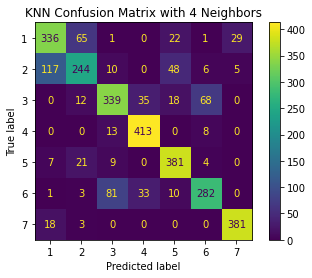 KNN Confusion Matrix with 4 Neighbors
True label
1 336 65 1 0 22 1 29
2 117 244 10 0 48 6 5
3 0 12 339 35 18 68 0
4 0 0 13 413 0 8 0
5 7 21 9 0 381 4 0
6 1 3 81 33 10 282 0
7 18 3 0 0 0 0 381
1 2 3 4 5 6 7
Predicted label
400
350
300
250
200
150
100
50
0